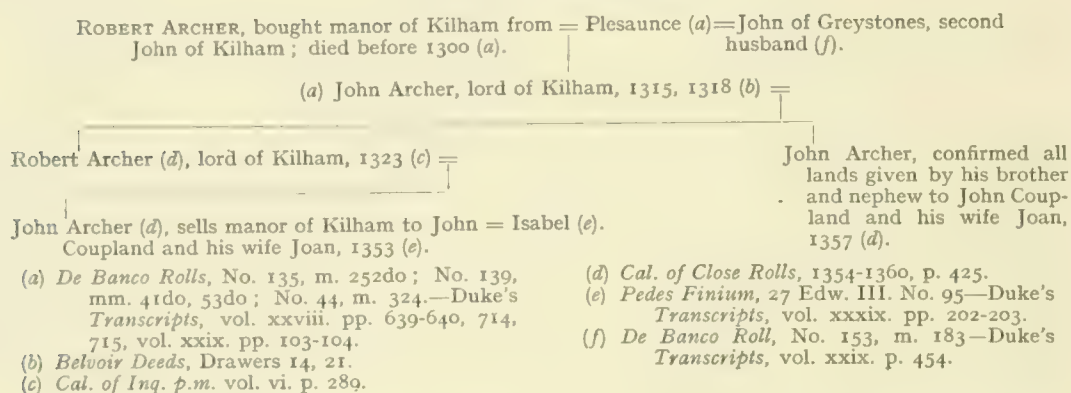 ROBERT ARCHER, bought manor of Kilham from = Plesaunce (a)=John of Greystones, second
John of Kilham ; died before 1300 (a). husband (f).
(a) John Archer, lord of Kilham, 1315, 1318 (b) =
Robert Archer (d), lord of Kilham, 1323 (c) =
John Archer, confirmed all
lands given by his brother
and nephew to John Coup-
land and his wife Joan,
1357 (d).
John Archer (d), sells manor of Kilham to John = Isabel (e).
Coupland and his wife Joan, 1353 (e).
(a) De Banco Rolls, No. 135, m. 252do ; No. 139,
mm. 41do, 53do ; No. 44, m. 324.—Duke's
Transcripts, vol. xxviii. pp. 639-640, 714,
715, vol. xxix. pp. 103-104.
(b) Belvoir Deeds, Drawers 14, 21.
(c) Cal. of Inq. p.m. vol. vi. p. 289.
(d) Cal. of Close Rolls, 1354-1360, p. 425.
(e) Pedes Finium, 27 Edw. III. No. 95—Duke's
Transcripts, vol. xxxix. pp. 202-203.
(f) De Banco Roll, No. 153, m. 183—Duke's
Transcripts, vol. xxix. p. 454.